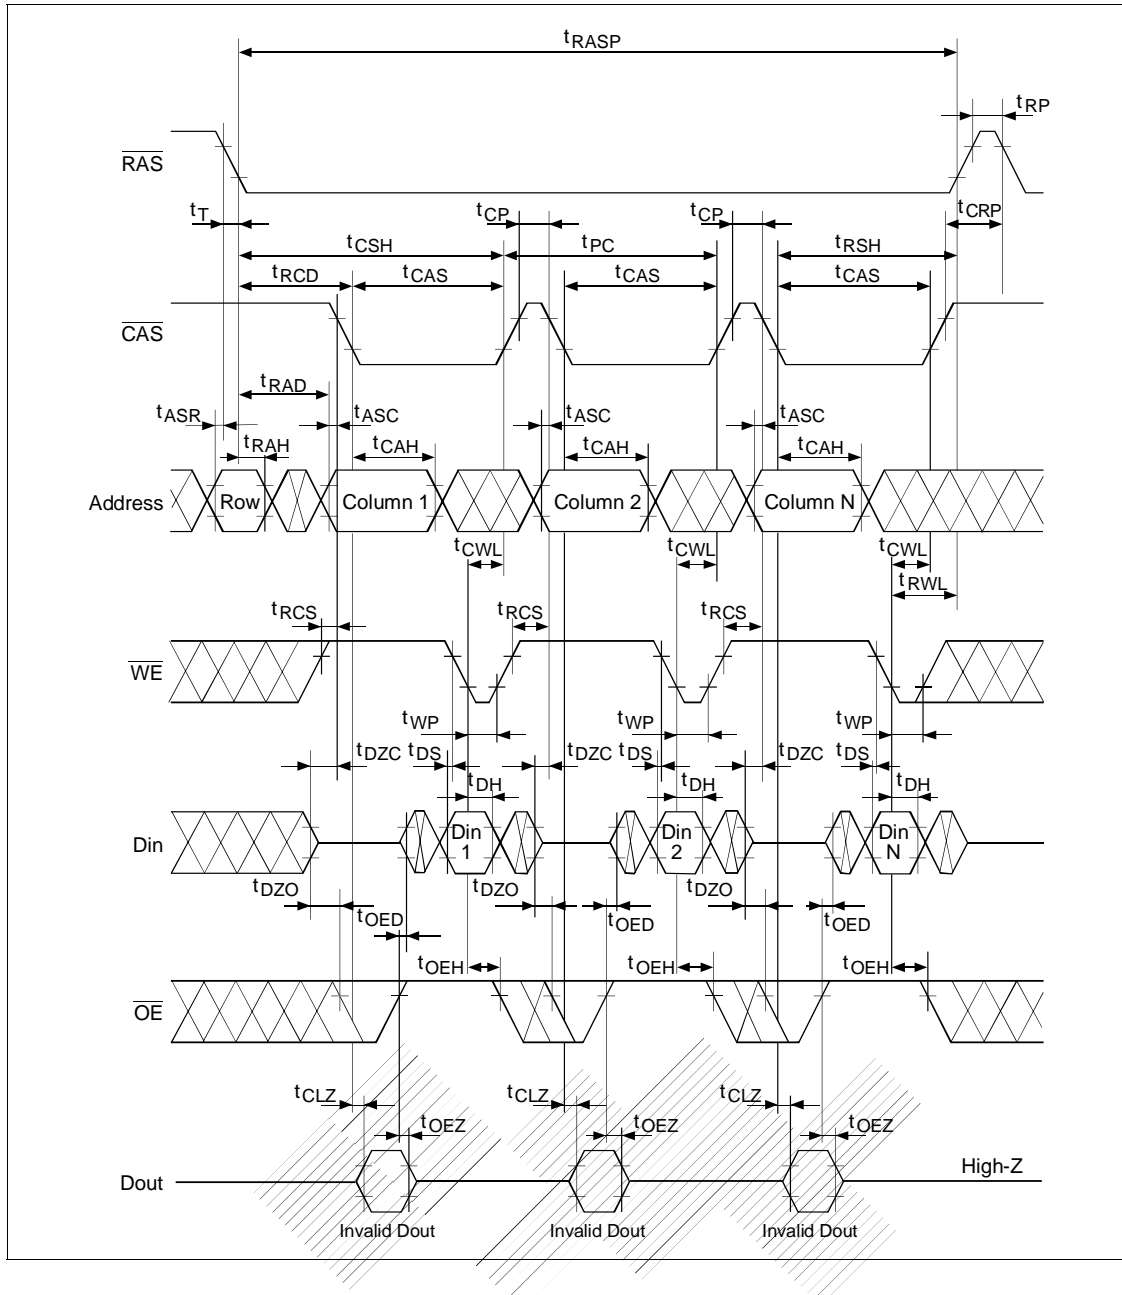 tRASP
tRP
RAS
tT
tCP
tCP
tCRP
tCSH
tPC
tRSH
tRCD
tCAS
tCAS
tCAS
CAS
tRAD
tASR
tASC
tASC
tASC
tRAH
tCAH
tCAH
tCAH
Address
Row
Column 1
Column 2
Column N
tCWL
tCWL
tCWL
tRWL
tRCS
tRCS
tRCS
WE
tWP
tWP
tWP
tDZC
tDS
tDZC
tDS
tDZC
tDS
tDH
tDH
tDH
Din
Din 1
Din 2
Din N
tDZO
tOED
tDZO
tOED
tDZO
tOED
tOEH
tOEH
tOEH
OE
tCLZ
tCLZ
tCLZ
tOEZ
tOEZ
tOEZ
Dout
High-Z
Invalid Dout
Invalid Dout
Invalid Dout